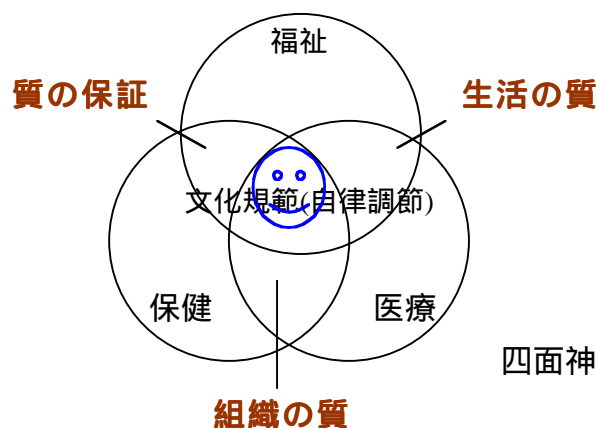 福祉
質の保証
生活の質
文化規範(自律調節)
保健
医療
四面神
組織の質